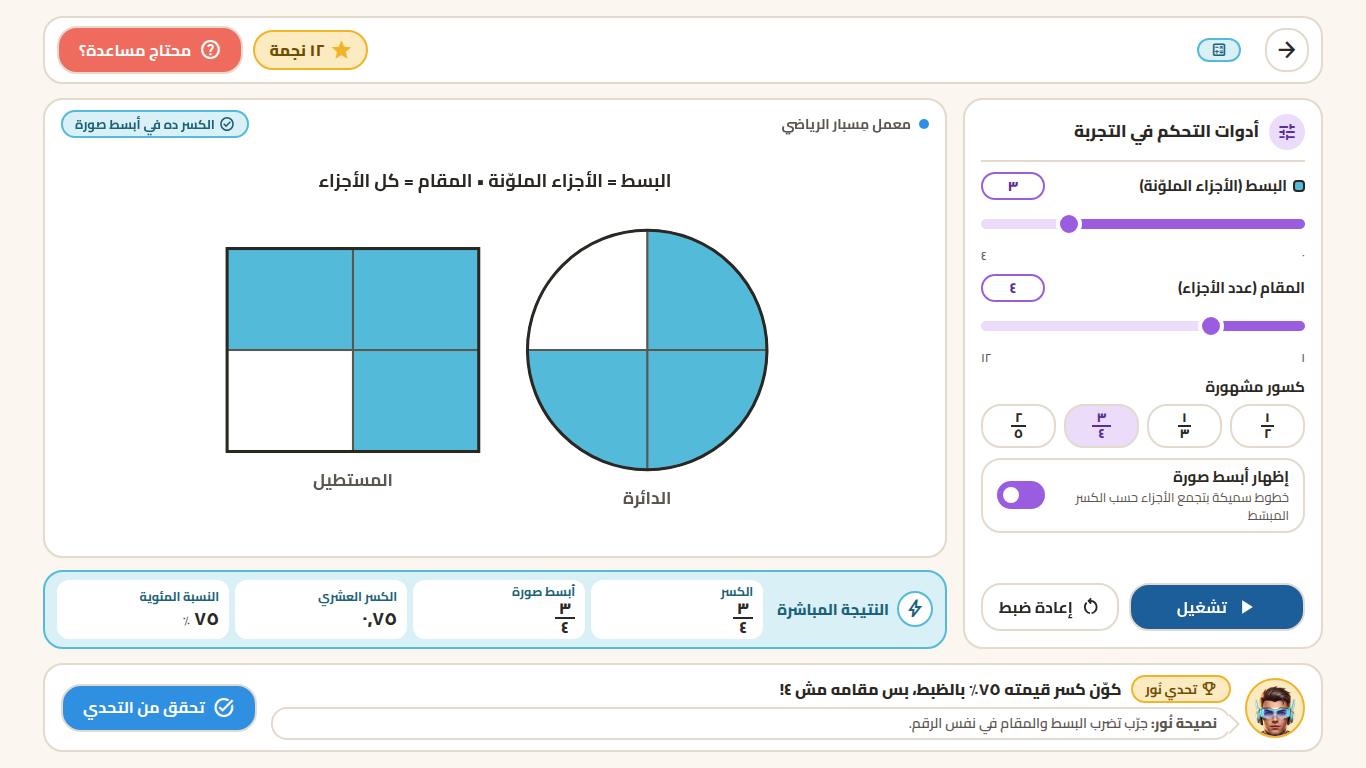 ١٢ نجمة
محتاج مساعدة؟
أدوات التحكم في التجربة
البسط (الأجزاء الملوّنة)
٣
٠
٤
المقام (عدد الأجزاء)
٤
١
١٢
كسور مشهورة
١
٢
١
٣
٣
٤
٢
٥
إظهار أبسط صورة
خطوط سميكة بتجمع الأجزاء حسب الكسر
المبسّط
تشغيل
إعادة ضبط
معمل مِسبار الرياضي
الكسر ده في أبسط صورة
البسط = الأجزاء الملوّنة ▪ المقام = كل الأجزاء
الدائرة
المستطيل
النتيجة المباشرة
الكسر
٣
٤
أبسط صورة
٣
٤
الكسر العشري
٠,٧٥
النسبة المئوية
٧٥ ٪
تحدي نُور
كوّن كسر قيمته ٧٥٪ بالظبط، بس مقامه مش ٤!
نصيحة نُور: جرّب تضرب البسط والمقام في نفس الرقم.
تحقق من التحدي